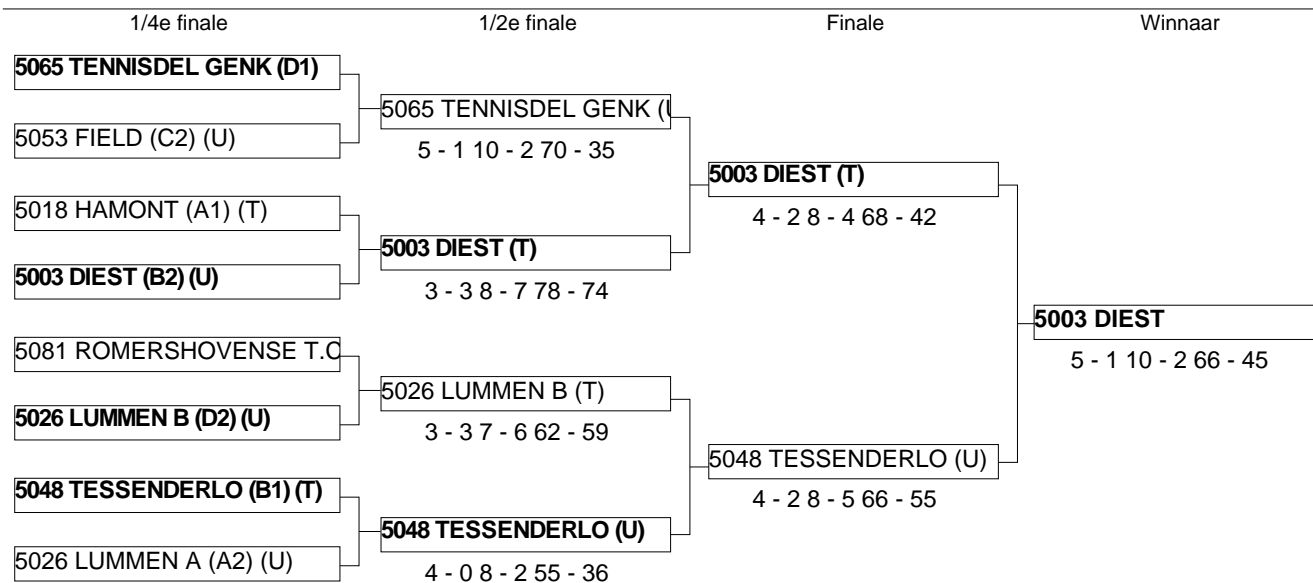 1/4e finale
1/2e finale
Finale
Winnaar
5065 TENNISDEL GENK (D1)
5053 FIELD (C2) (U)
5018 HAMONT (A1) (T)
5003 DIEST (B2) (U)
5081 ROMERSHOVENSE T.C
5026 LUMMEN B (D2) (U)
5048 TESSENDERLO (B1) (T)
5026 LUMMEN A (A2) (U)
5065 TENNISDEL GENK (U
5 - 1 10 - 2 70 - 35
5003 DIEST (T)
3 - 3 8 - 7 78 - 74
5026 LUMMEN B (T)
3 - 3 7 - 6 62 - 59
5048 TESSENDERLO (U)
4 - 0 8 - 2 55 - 36
5003 DIEST (T)
4 - 2 8 - 4 68 - 42
5048 TESSENDERLO (U)
4 - 2 8 - 5 66 - 55
5003 DIEST
5 - 1 10 - 2 66 - 45